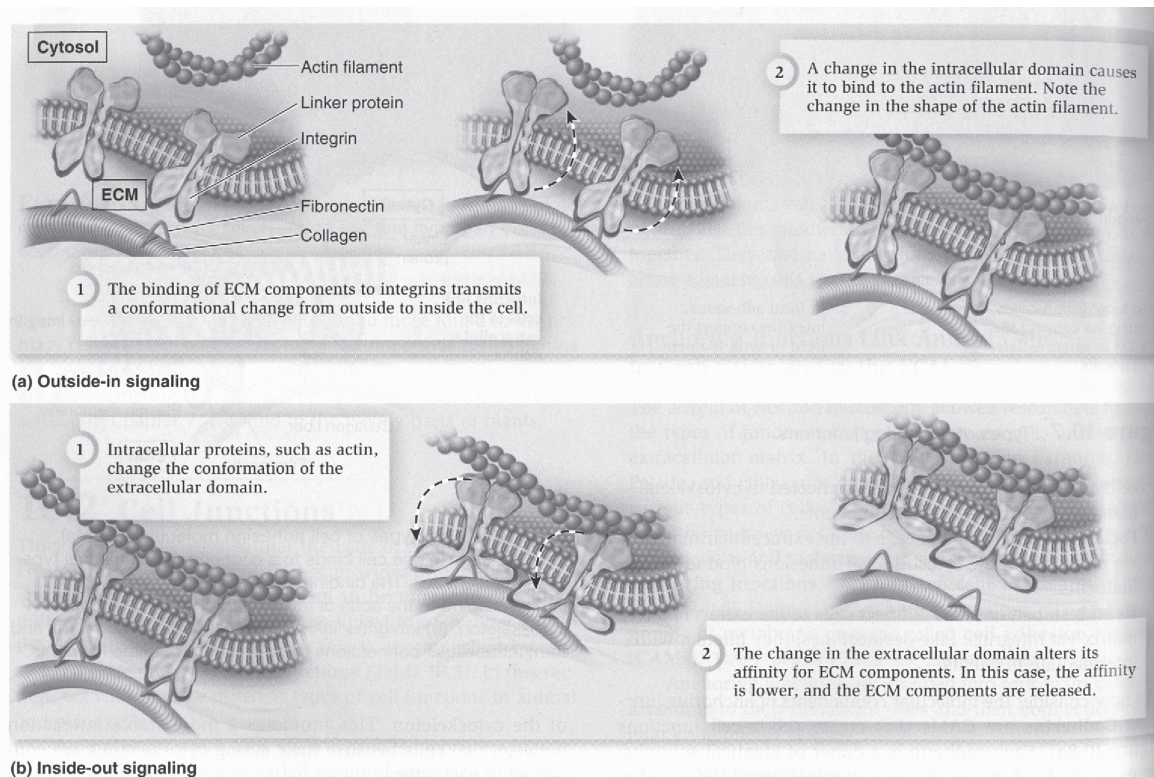 Cytosol
Actin filament
Linker protein
Integrin
ECM
Fibronectin
Collagen
1 The binding of ECM components to integrins transmits
a conformational change from outside to inside the cell.
2 A change in the intracellular domain causes
it to bind to the actin filament. Note the
change in the shape of the actin filament.
(a) Outside-in signaling
1 Intracellular proteins, such as actin,
change the conformation of the
extracellular domain.
2 The change in the extracellular domain alters its
affinity for ECM components. In this case, the affinity
is lower, and the ECM components are released.
(b) Inside-out signaling